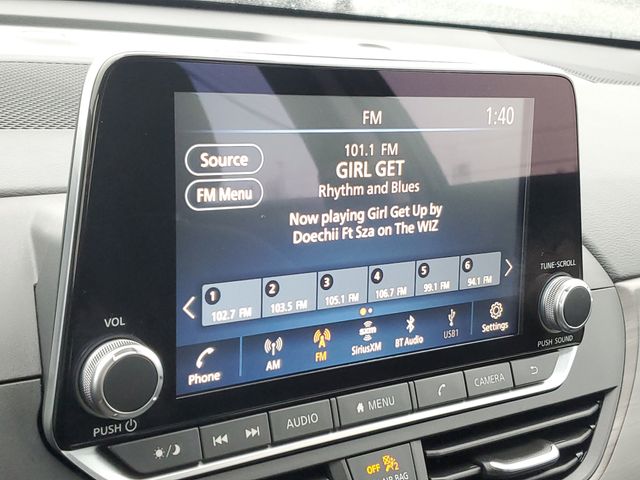 FM
1:40
Source
101.1 FM
GIRL GET
FM Menu
Rhythm and Blues
Now playing Girl Get Up by
Doechii Ft Sza on The WIZ
1 2 3 4 5 6
102.7 FM 103.5 FM 105.1 FM 106.7 FM 99.1 FM 94.1 FM
Phone AM FM SiriusXM BT Audio USB1 Settings
VOL
PUSH
TUNE·SCROLL
PUSH SOUND
AUDIO
MENU
CAMERA
OFF
2
AIR BAG